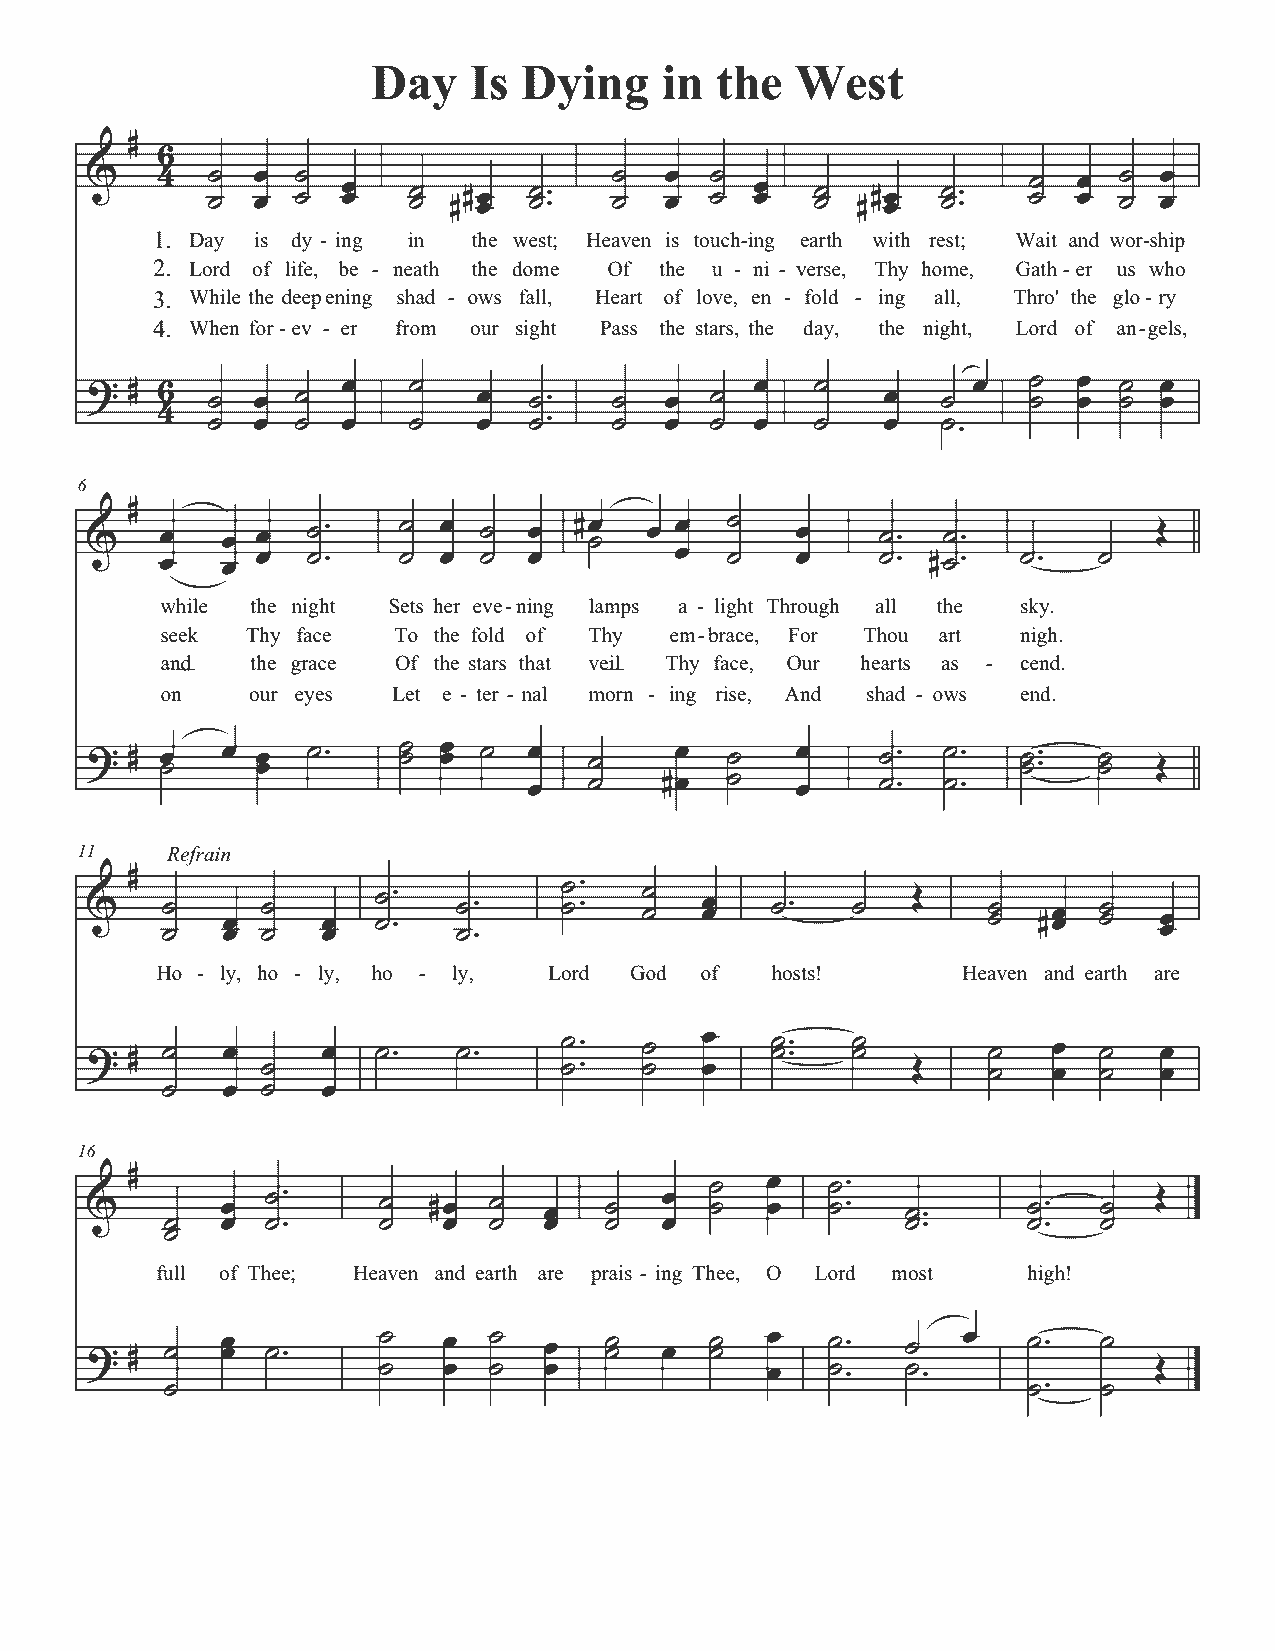 Day Is Dying in the West
1. Day is dy - ing in the west; Heaven is touch-ing earth with rest; Wait and wor-ship
2. Lord of life, be - neath the dome Of the u - ni - verse, Thy home, Gath - er us who
3. While the deepening shad - ows fall, Heart of love, en - fold - ing all, Thro' the glo - ry
4. When for - ev - er from our sight Pass the stars, the day, the night, Lord of an-gels,
6
while the night Sets her eve-ning lamps a - light Through all the sky.
seek Thy face To the fold of Thy em-brace, For Thou art nigh.
and_ the grace Of the stars that veil_ Thy face, Our hearts as - cend.
on our eyes Let e - ter - nal morn - ing rise, And shad - ows end.
11 Refrain
Ho - ly, ho - ly, ho - ly, Lord God of hosts! Heaven and earth are
16
full of Thee; Heaven and earth are prais - ing Thee, O Lord most high!